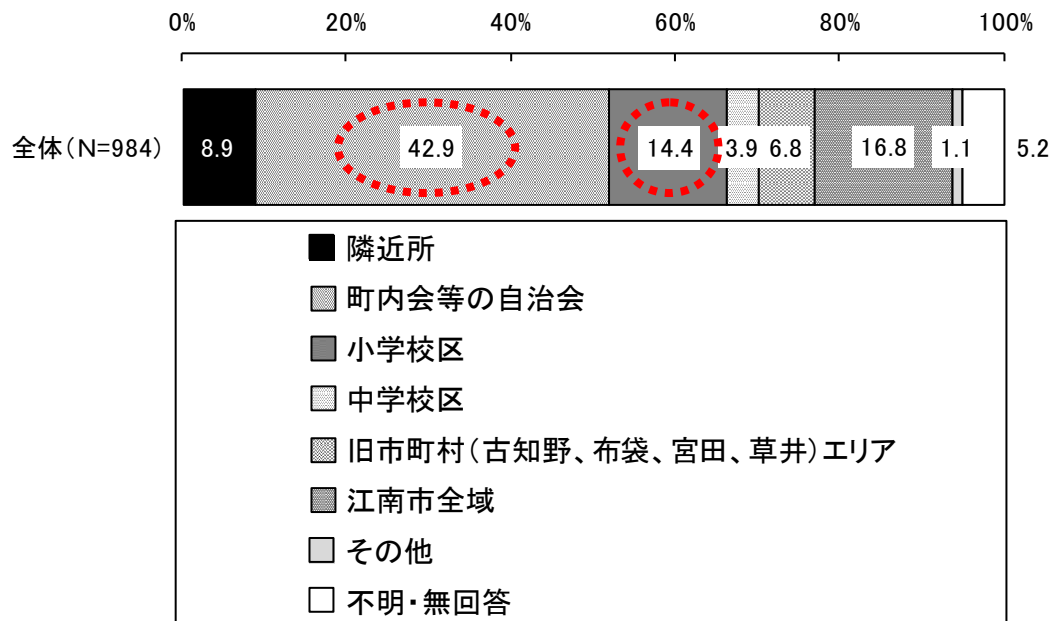 0% 20% 40% 60% 80% 100%
全体(N=984) 8.9 42.9 14.4 3.9 6.8 16.8 1.1 5.2
隣近所
町内会等の自治会
小学校区
中学校区
旧市町村(古知野、布袋、宮田、草井)エリア
江南市全域
その他
不明・無回答